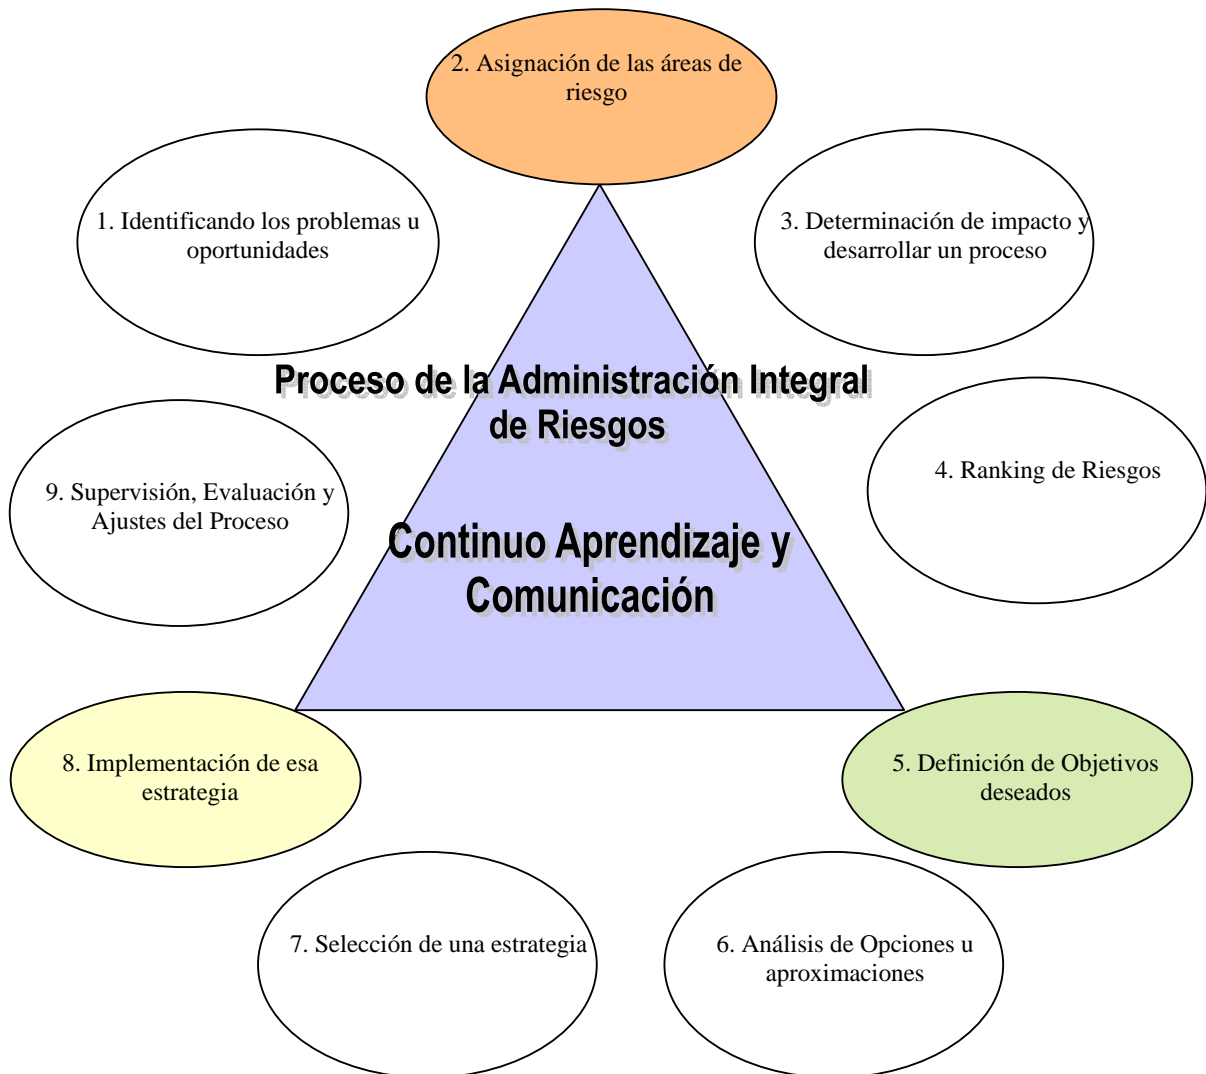 2. Asignación de las áreas de
riesgo
1. Identificando los problemas u
oportunidades
3. Determinación de impacto y
desarrollar un proceso
Proceso de la Administración Integral
de Riesgos
9. Supervisión, Evaluación y
Ajustes del Proceso
4. Ranking de Riesgos
Continuo Aprendizaje y
Comunicación
8. Implementación de esa
estrategia
5. Definición de Objetivos
deseados
7. Selección de una estrategia
6. Análisis de Opciones u
aproximaciones